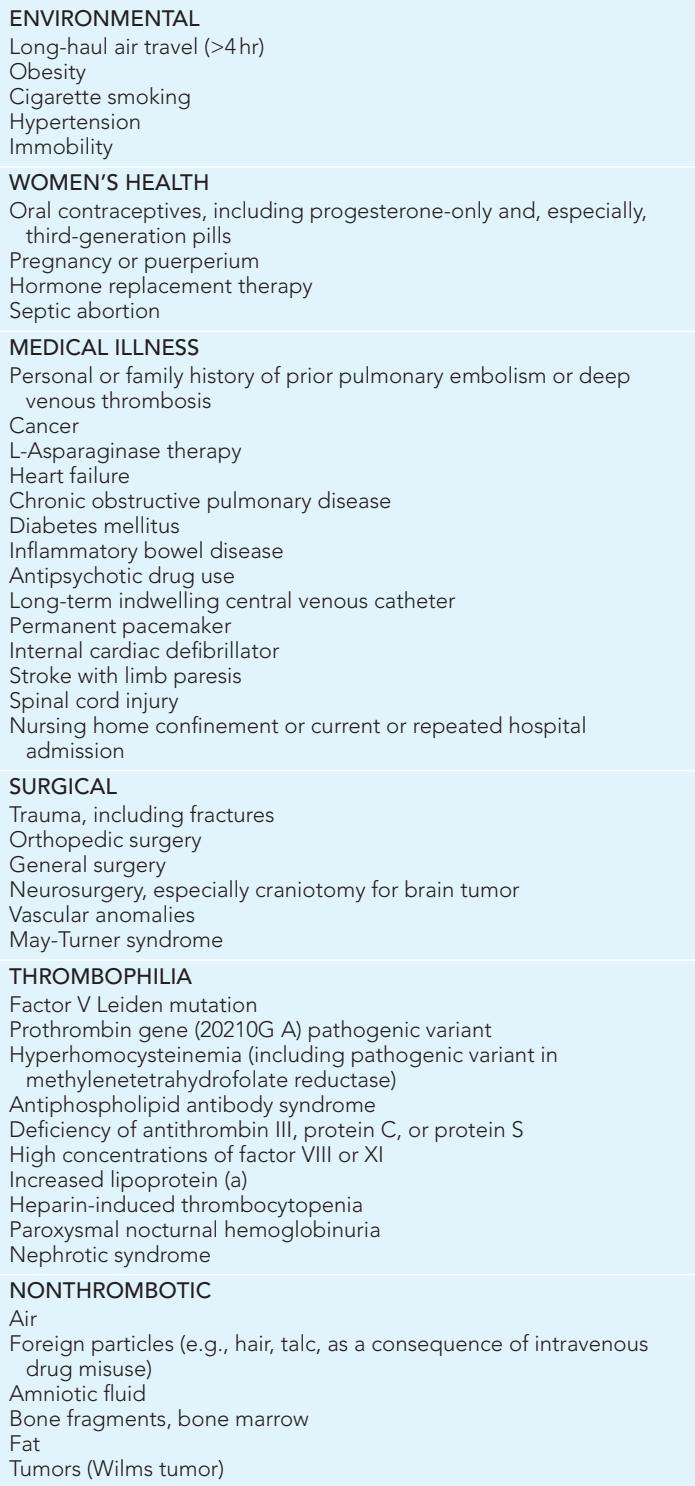 ENVIRONMENTAL
Long-haul air travel (>4 hr)
Obesity
Cigarette smoking
Hypertension
Immobility
WOMEN'S HEALTH
Oral contraceptives, including progesterone-only and, especially,
third-generation pills
Pregnancy or puerperium
Hormone replacement therapy
Septic abortion
MEDICAL ILLNESS
Personal or family history of prior pulmonary embolism or deep
venous thrombosis
Cancer
L-Asparaginase therapy
Heart failure
Chronic obstructive pulmonary disease
Diabetes mellitus
Inflammatory bowel disease
Antipsychotic drug use
Long-term indwelling central venous catheter
Permanent pacemaker
Internal cardiac defibrillator
Stroke with limb paresis
Spinal cord injury
Nursing home confinement or current or repeated hospital
admission
SURGICAL
Trauma, including fractures
Orthopedic surgery
General surgery
Neurosurgery, especially craniotomy for brain tumor
Vascular anomalies
May-Turner syndrome
THROMBOPHILIA
Factor V Leiden mutation
Prothrombin gene (20210G A) pathogenic variant
Hyperhomocysteinemia (including pathogenic variant in
methylenetetrahydrofolate reductase)
Antiphospholipid antibody syndrome
Deficiency of antithrombin III, protein C, or protein S
High concentrations of factor VIII or XI
Increased lipoprotein (a)
Heparin-induced thrombocytopenia
Paroxysmal nocturnal hemoglobinuria
Nephrotic syndrome
NONTHROMBOTIC
Air
Foreign particles (e.g., hair, talc, as a consequence of intravenous
drug misuse)
Amniotic fluid
Bone fragments, bone marrow
Fat
Tumors (Wilms tumor)